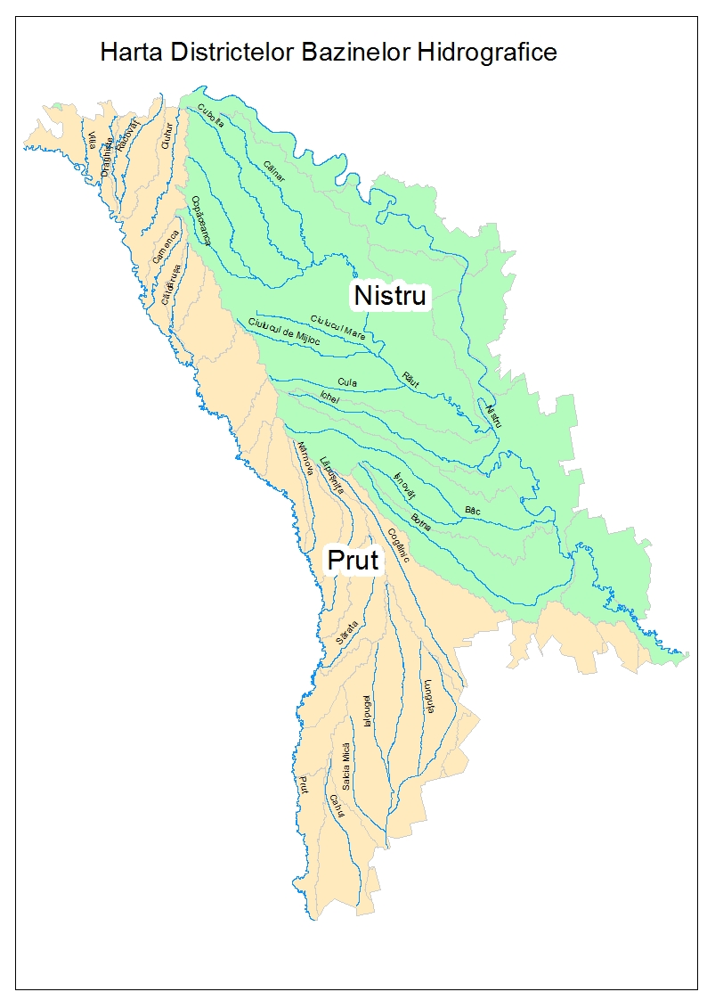 Harta Districtelor Bazinelor Hidrografice
Cubolta
Vilia
Draghiște
Racovăț
Ciuhur
Căinar
Copăceanca
Camenca
Căldărușa
Nistru
Ciulucul Mare
Ciulucul de Mijloc
Cula
Răut
Ichel
Nistru
Nârnova
Lăpușnița
Ișnovăț
Bâc
Botna
Cogâlnic
Prut
Sărata
Ialpugel
Lunguța
Salcia Mică
Prut
Cahul